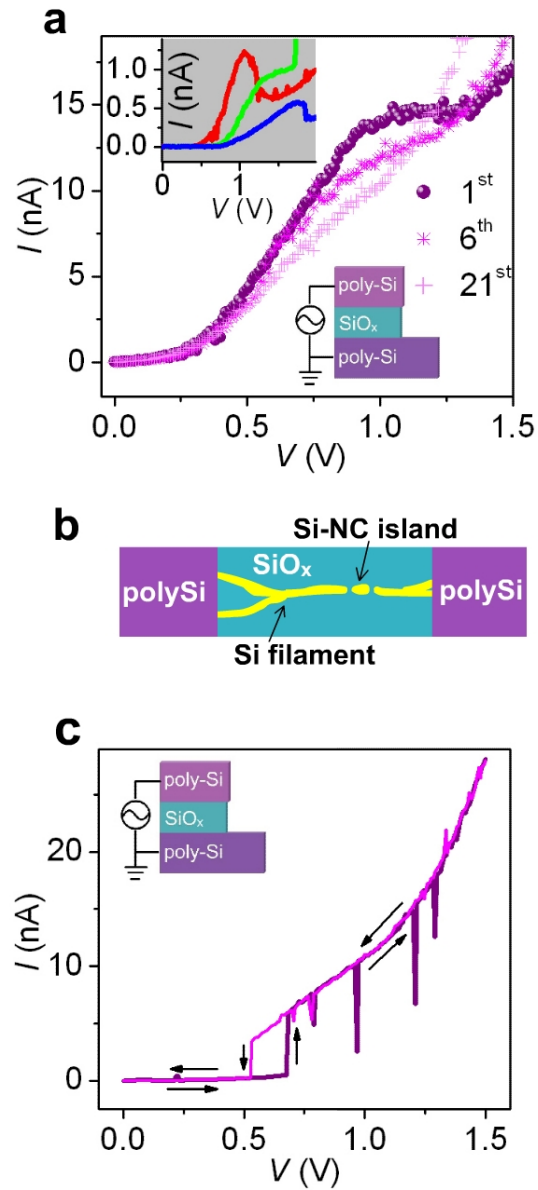 a
I (nA)
15
10
5
0
0.0 0.5 1.0 1.5
V (V)
I (nA)
1.0
0.5
0.0
0 1
V (V)
1st
6th
21st
poly-Si
SiOx
poly-Si
b
Si-NC island
SiOx
polySi
polySi
Si filament
c
poly-Si
SiOx
poly-Si
I (nA)
20
10
0
0.0 0.5 1.0 1.5
V (V)